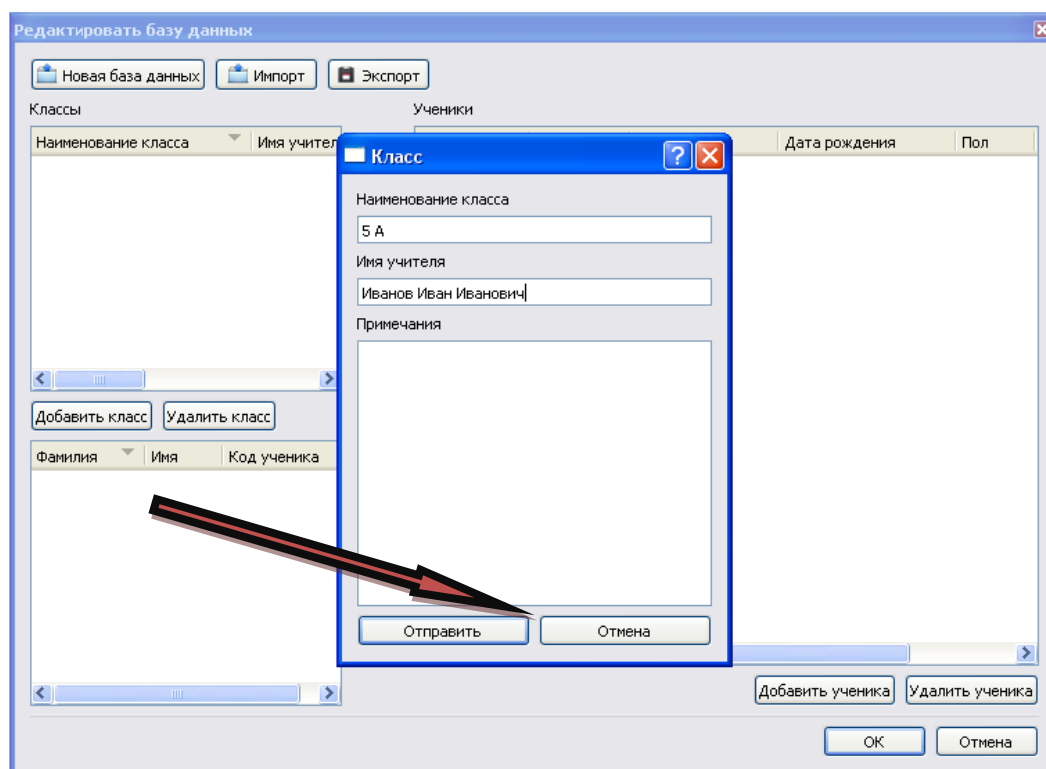 Редактировать базу данных
Новая база данных Импорт Экспорт
Классы Ученики
Наименование класса Имя учител Дата рождения Пол
Класс
Наименование класса
5 А
Имя учителя
Иванов Иван Иванович
Примечания
Добавить класс Удалить класс
Фамилия Имя Код ученика
Отправить Отмена
Добавить ученика Удалить ученика
ОК Отмена